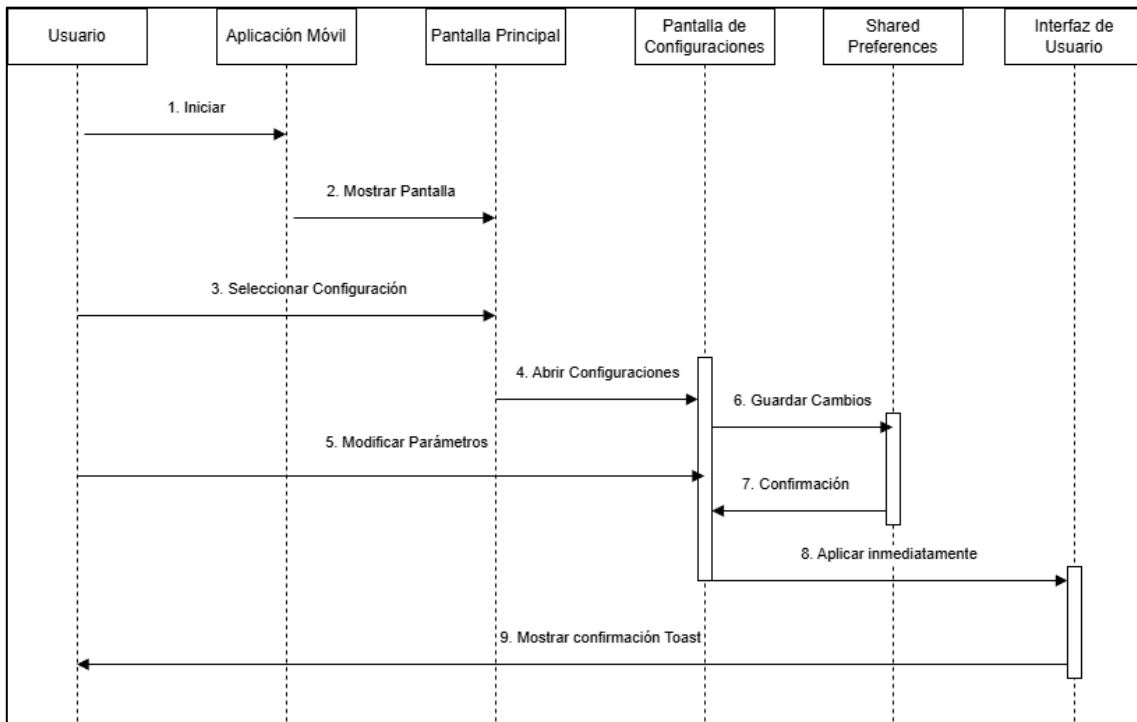 Usuario
Aplicación Móvil
Pantalla Principal
Pantalla de
Configuraciones
Shared
Preferences
Interfaz de
Usuario
1. Iniciar
2. Mostrar Pantalla
3. Seleccionar Configuración
4. Abrir Configuraciones
6. Guardar Cambios
5. Modificar Parámetros
7. Confirmación
8. Aplicar inmediatamente
9. Mostrar confirmación Toast